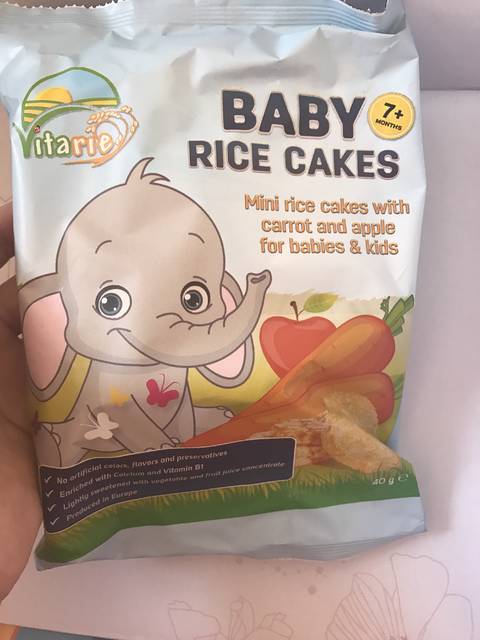 Vitarie
BABY
7+
MONTHS
RICE CAKES
Mini rice cakes with
carrot and apple
for babies & kids
✓ No artificial colors, flavors and preservatives
✓ Enriched with Calcium and Vitamin B1
✓ Lightly sweetened with vegetable and fruit juice concentrate
✓ Produced in Europe
40 g ℮